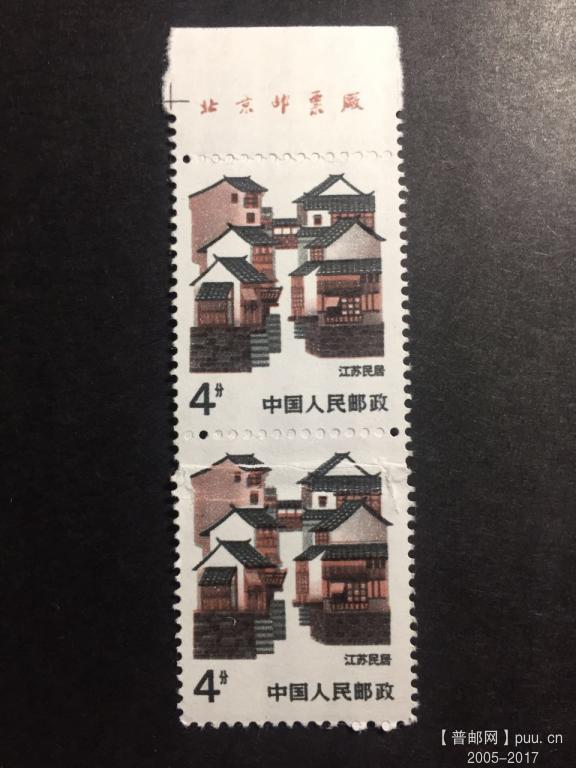 北京邮票厰
江苏民居
4分
中国人民邮政
江苏民居
4分
中国人民邮政
【普邮网】puu.cn
2005-2017